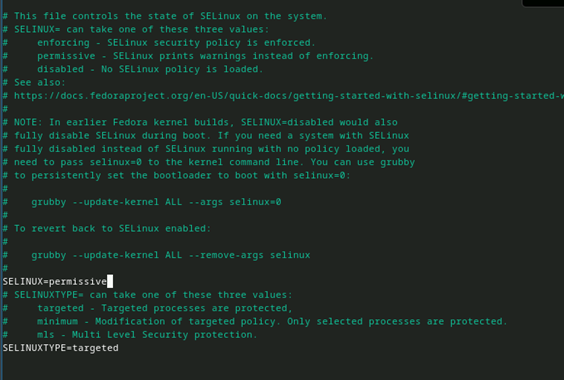 # This file controls the state of SELinux on the system.
# SELINUX= can take one of these three values:
#     enforcing - SELinux security policy is enforced.
#     permissive - SELinux prints warnings instead of enforcing.
#     disabled - No SELinux policy is loaded.
# See also:
# https://docs.fedoraproject.org/en-US/quick-docs/getting-started-with-selinux/#getting-started-w
#
# NOTE: In earlier Fedora kernel builds, SELINUX=disabled would also
# fully disable SELinux during boot. If you need a system with SELinux
# fully disabled instead of SELinux running with no policy loaded, you
# need to pass selinux=0 to the kernel command line. You can use grubby
# to persistently set the bootloader to boot with selinux=0:
#
#    grubby --update-kernel ALL --args selinux=0
#
# To revert back to SELinux enabled:
#
#    grubby --update-kernel ALL --remove-args selinux
#
SELINUX=permissive
# SELINUXTYPE= can take one of these three values:
#     targeted - Targeted processes are protected,
#     minimum - Modification of targeted policy. Only selected processes are protected.
#     mls - Multi Level Security protection.
SELINUXTYPE=targeted